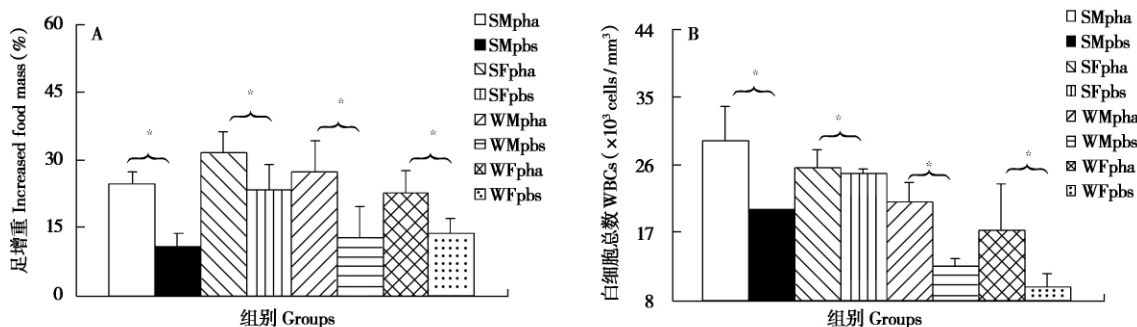 足增重 Increased food mass(%)
60
45
30
15
0
A
*
*
*
*
组别 Groups
SMpha
SMpbs
SFpha
SFpbs
WMpha
WMpbs
WFpha
WFpbs
白细胞总数 WBCs(×10³ cells/mm³)
44
35
26
17
8
B
*
*
*
*
组别 Groups
SMpha
SMpbs
SFpha
SFpbs
WMpha
WMpbs
WFpha
WFpbs